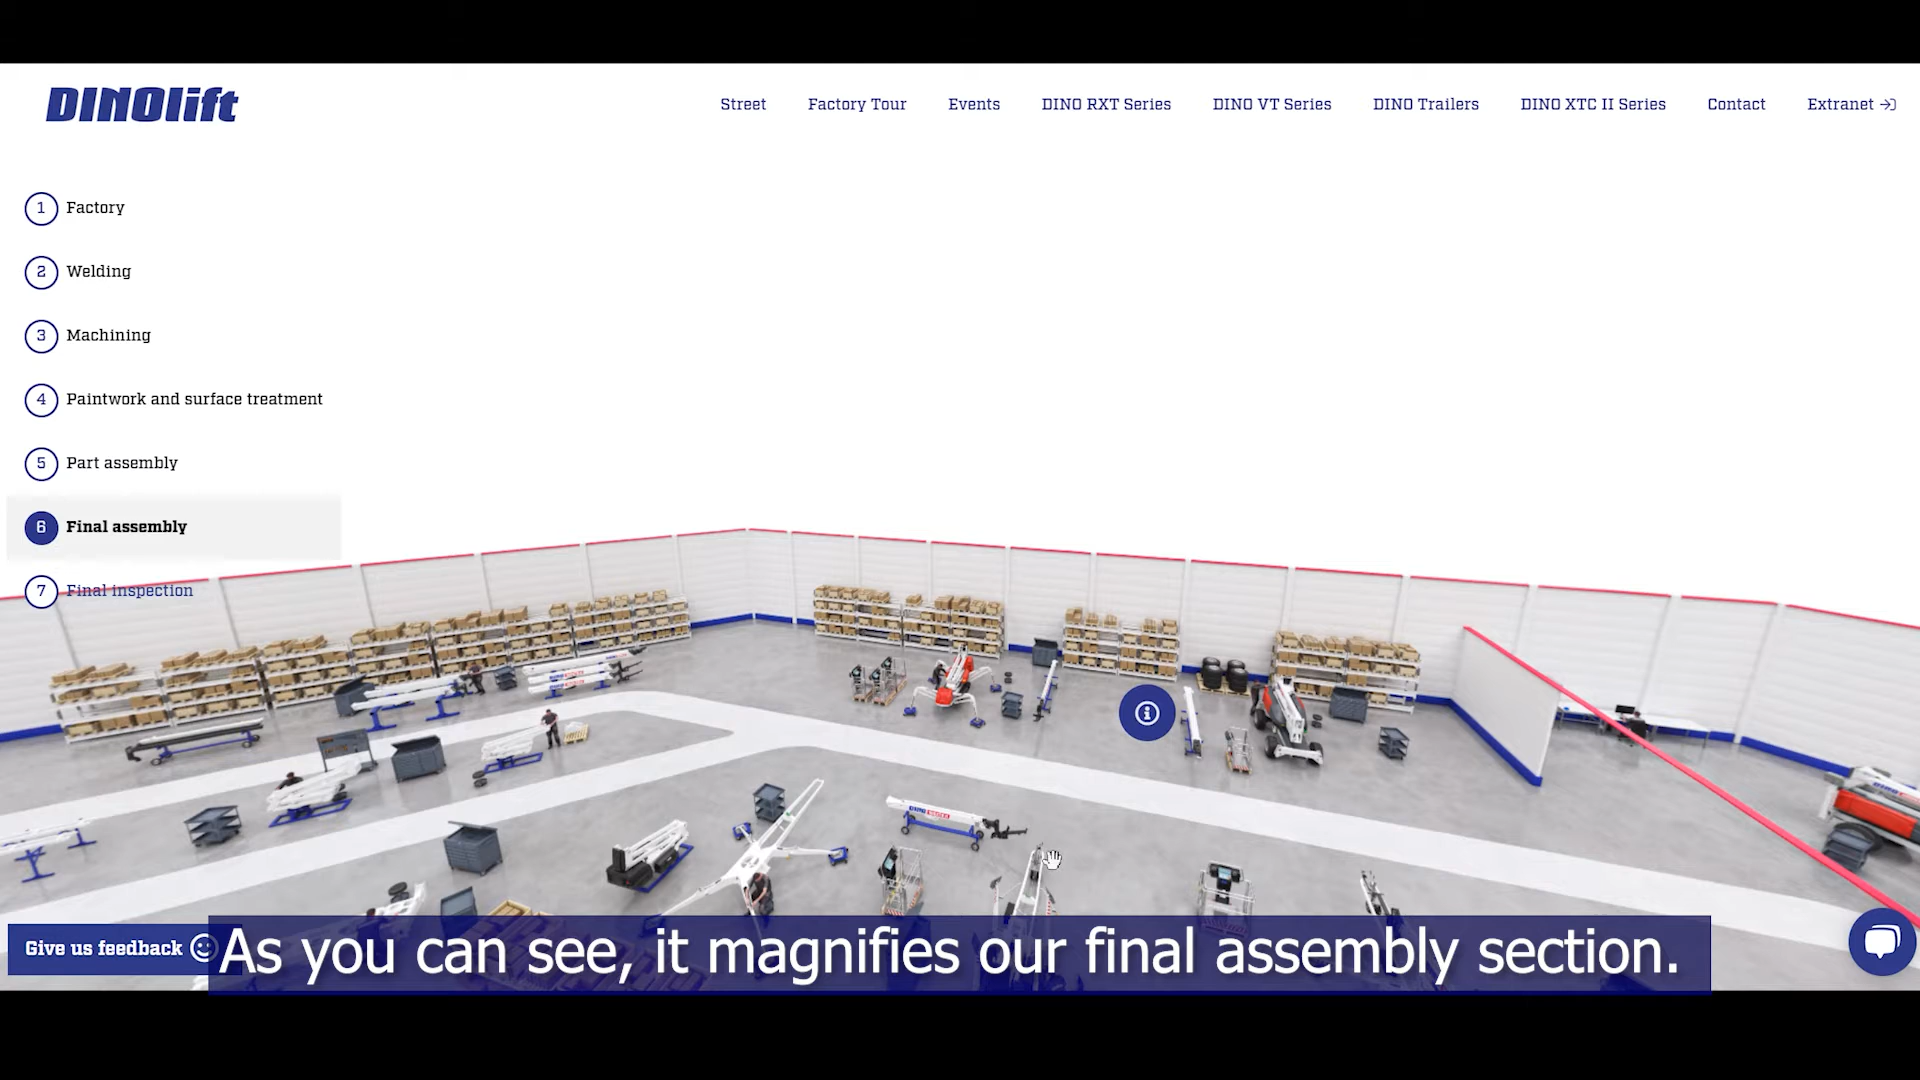 DINOlift
Street
Factory Tour
Events
DINO RXT Series
DINO VT Series
DINO Trailers
DINO XTC II Series
Contact
Extranet
1 Factory
2 Welding
3 Machining
4 Paintwork and surface treatment
5 Part assembly
6 Final assembly
7 Final inspection
Give us feedback
As you can see, it magnifies our final assembly section.